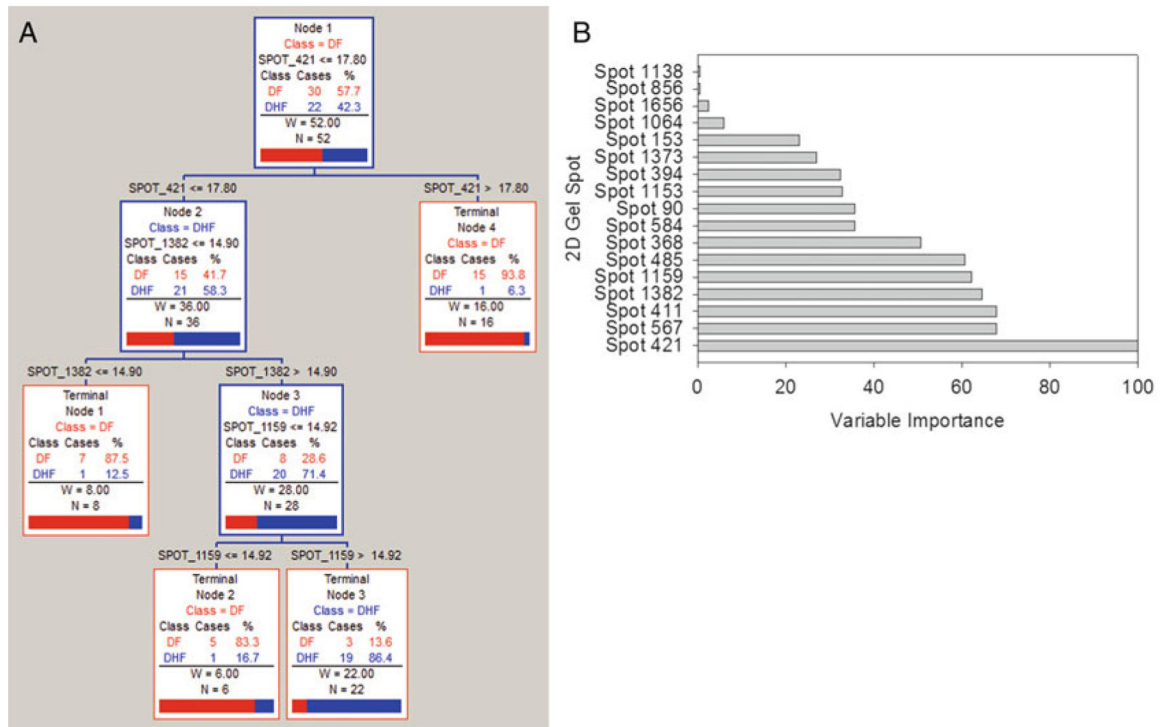 A
Node 1
Class = DF
SPOT_421 <= 17.80
Class Cases %
DF 30 57.7
DHF 22 42.3
W = 52.00
N = 52
SPOT_421 <= 17.80
SPOT_421 > 17.80
Node 2
Class = DHF
SPOT_1382 <= 14.90
Class Cases %
DF 15 41.7
DHF 21 58.3
W = 36.00
N = 36
Terminal
Node 4
Class = DF
Class Cases %
DF 15 93.8
DHF 1 6.3
W = 16.00
N = 16
SPOT_1382 <= 14.90
SPOT_1382 > 14.90
Terminal
Node 1
Class = DF
Class Cases %
DF 7 87.5
DHF 1 12.5
W = 8.00
N = 8
Node 3
Class = DHF
SPOT_1159 <= 14.92
Class Cases %
DF 8 28.6
DHF 20 71.4
W = 28.00
N = 28
SPOT_1159 <= 14.92
SPOT_1159 > 14.92
Terminal
Node 2
Class = DF
Class Cases %
DF 5 83.3
DHF 1 16.7
W = 6.00
N = 6
Terminal
Node 3
Class = DHF
Class Cases %
DF 3 13.6
DHF 19 86.4
W = 22.00
N = 22
B
2D Gel Spot
Spot 1138
Spot 856
Spot 1656
Spot 1064
Spot 153
Spot 1373
Spot 394
Spot 1153
Spot 90
Spot 584
Spot 368
Spot 485
Spot 1159
Spot 1382
Spot 411
Spot 567
Spot 421
0 20 40 60 80 100
Variable Importance